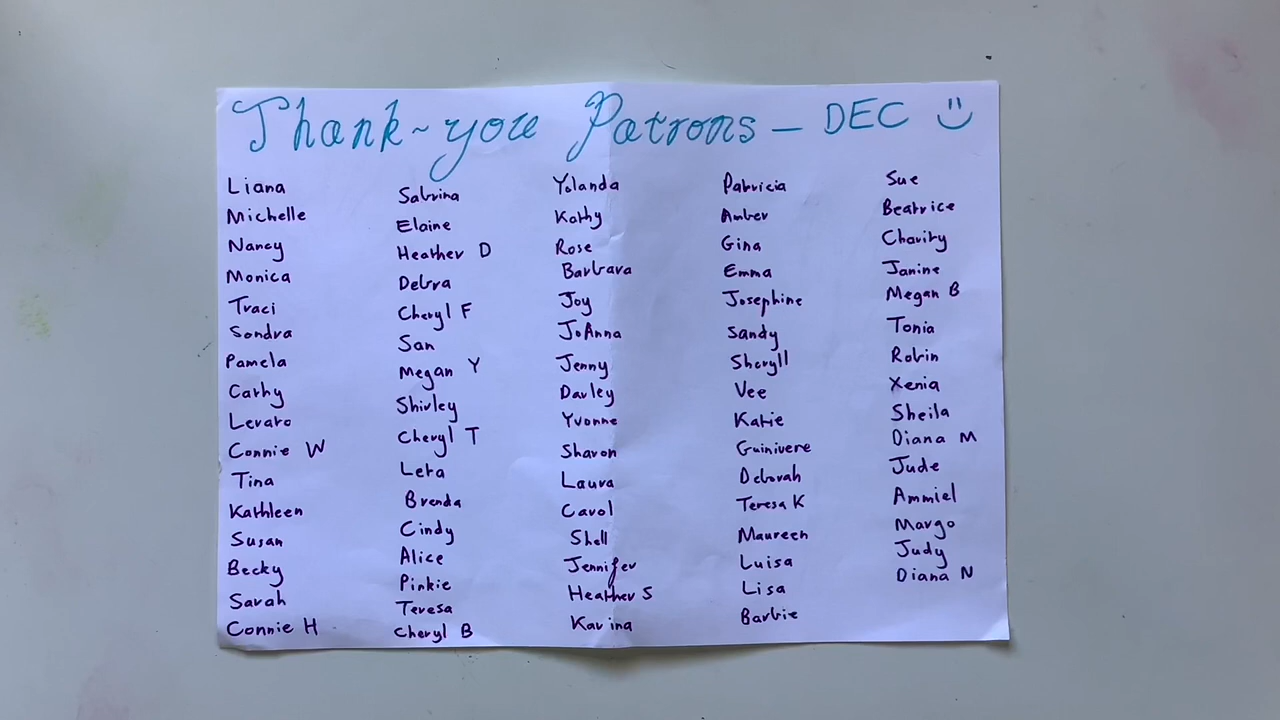 Thank-you Patrons - DEC
Liana
Michelle
Nancy
Monica
Traci
Sondra
Pamela
Cathy
Levato
Connie W
Tina
Kathleen
Susan
Becky
Sarah
Connie H
Sabrina
Elaine
Heather D
Debra
Cheryl F
San
Megan Y
Shirley
Cheryl T
Leta
Brenda
Cindy
Alice
Pinkie
Teresa
Cheryl B
Yolanda
Kathy
Rose
Barbara
Joy
JoAnna
Jenny
Darley
Yvonne
Sharon
Laura
Carol
Shell
Jennifer
Heather S
Karina
Patricia
Amber
Gina
Emma
Josephine
Sandy
Sheryll
Vee
Katie
Guinivere
Deborah
Teresa K
Maureen
Luisa
Lisa
Barbie
Sue
Beatrice
Charity
Janine
Megan B
Tonia
Robin
Xenia
Sheila
Diana M
Jude
Ammiel
Margo
Judy
Diana N